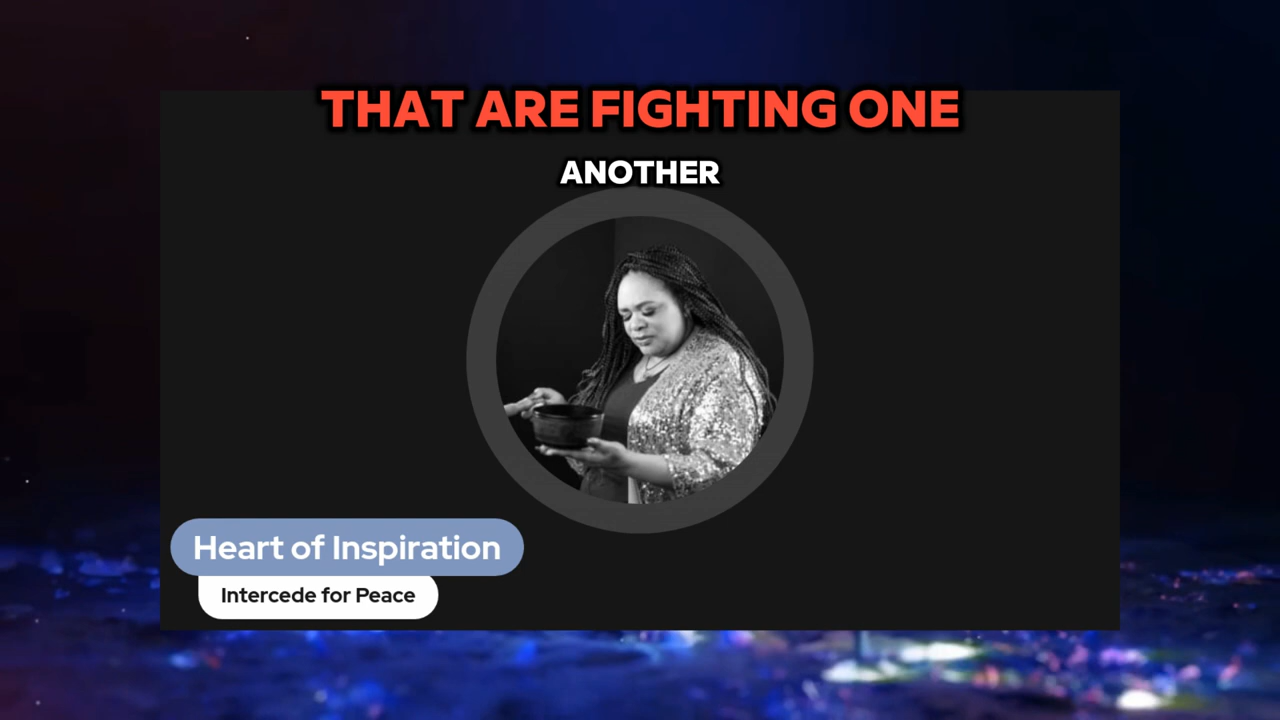 THAT ARE FIGHTING ONE
ANOTHER
Heart of Inspiration
Intercede for Peace